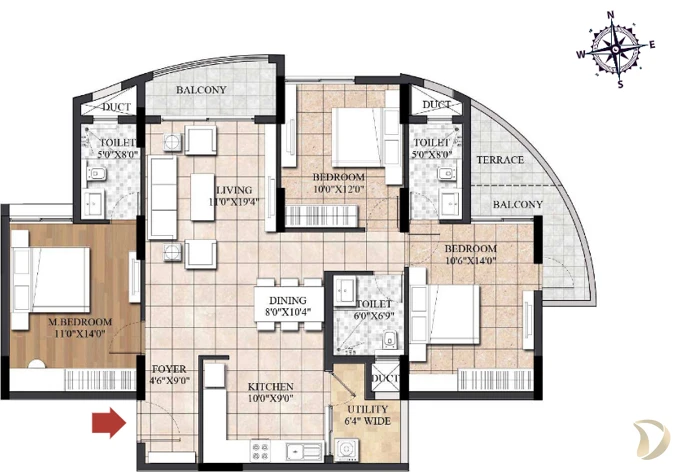 N
W
E
S
BALCONY
DUCT
DUCT
TOILET
5'0"X8'0"
TOILET
5'0"X8'0"
TERRACE
BEDROOM
10'0"X12'0"
LIVING
11'0"X19'4"
BALCONY
BEDROOM
10'6"X14'0"
DINING
8'0"X10'4"
TOILET
6'0"X6'9"
M.BEDROOM
11'0"X14'0"
FOYER
4'6"X9'0"
DUCT
KITCHEN
10'0"X9'0"
UTILITY
6'4" WIDE